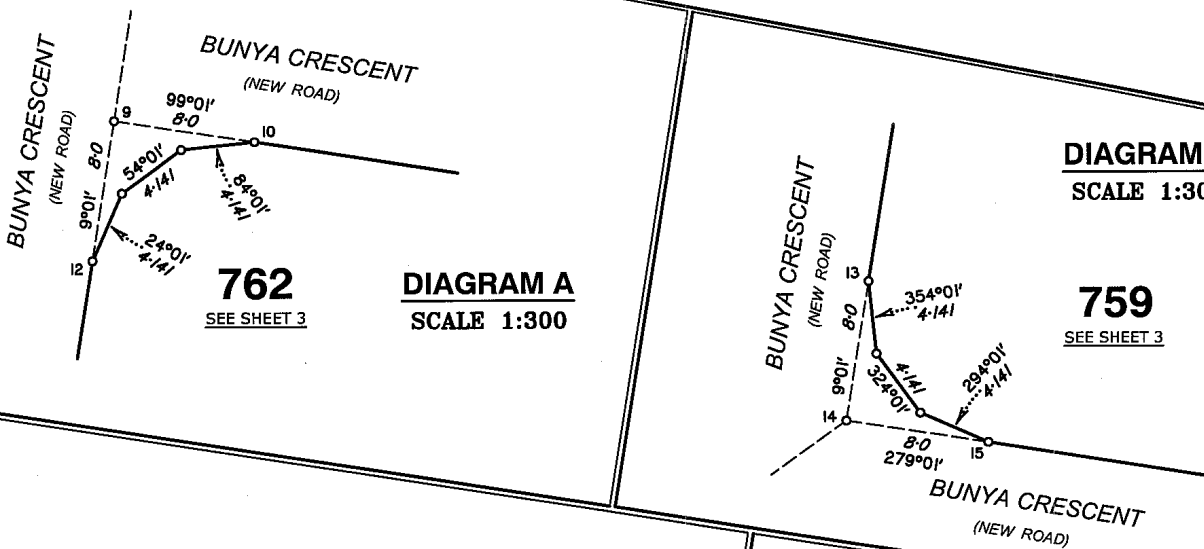 BUNYA CRESCENT
(NEW ROAD)
BUNYA CRESCENT
(NEW ROAD)
9
99°01'
8·0
10
8·0
9°01'
54°01'
4·141
84°01'
4·141
24°01'
4·141
12
762
SEE SHEET 3
DIAGRAM A
SCALE 1:300
DIAGRAM
SCALE 1:30
BUNYA CRESCENT
(NEW ROAD)
13
8·0
9°01'
354°01'
4·141
4·141
324°01'
294°01'
4·141
14
8·0
279°01'
15
759
SEE SHEET 3
BUNYA CRESCENT
(NEW ROAD)